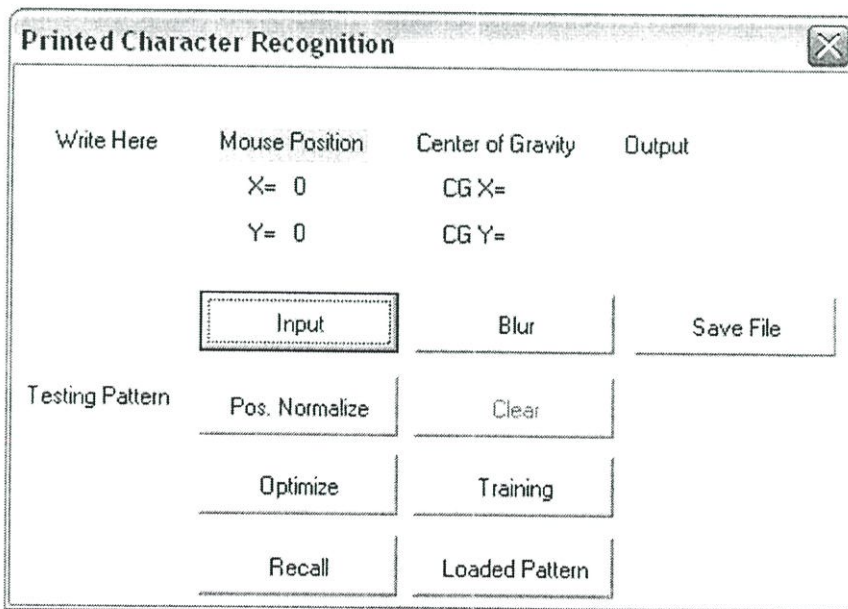 Printed Character Recognition
Write Here Mouse Position Center of Gravity Output
X= 0 CG X=
Y= 0 CG Y=
Input Blur Save File
Testing Pattern Pos. Normalize Clear
Optimize Training
Recall Loaded Pattern